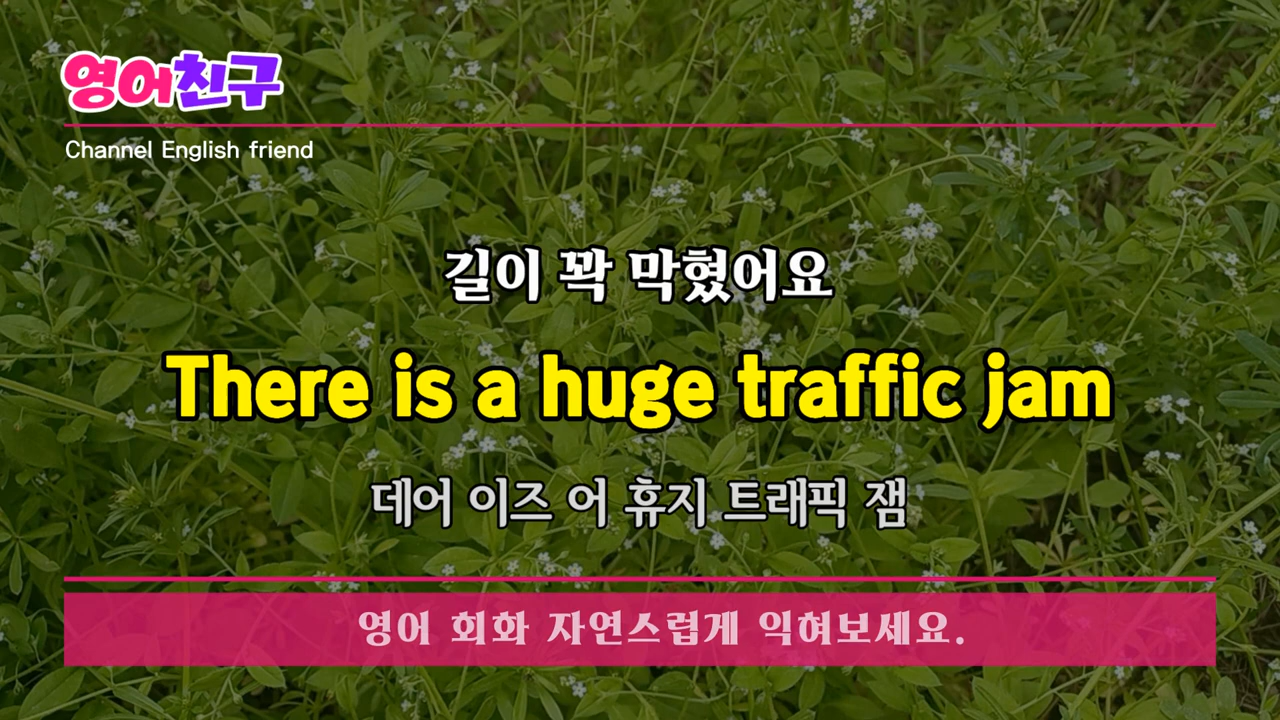 영어친구
Channel English friend
길이 꽉 막혔어요
There is a huge traffic jam
데어 이즈 어 휴지 트래픽 잼
영어 회화 자연스럽게 익혀보세요.